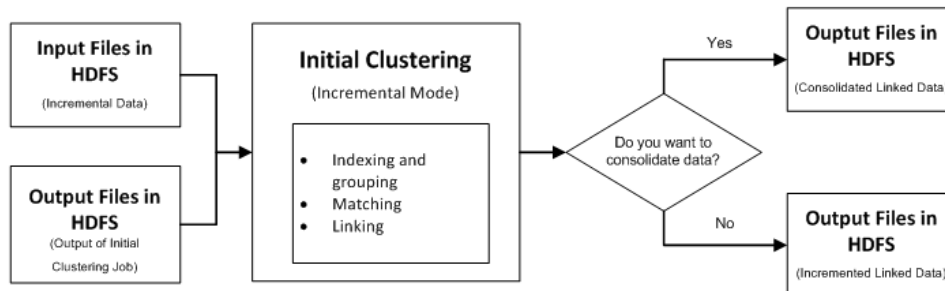 Input Files in
HDFS
(Incremental Data)
Output Files in
HDFS
(Output of Initial
Clustering Job)
Initial Clustering
(Incremental Mode)
• Indexing and
grouping
• Matching
• Linking
Do you want to
consolidate data?
Yes
Ouptut Files in
HDFS
(Consolidated Linked Data)
No
Output Files in
HDFS
(Incremented Linked Data)